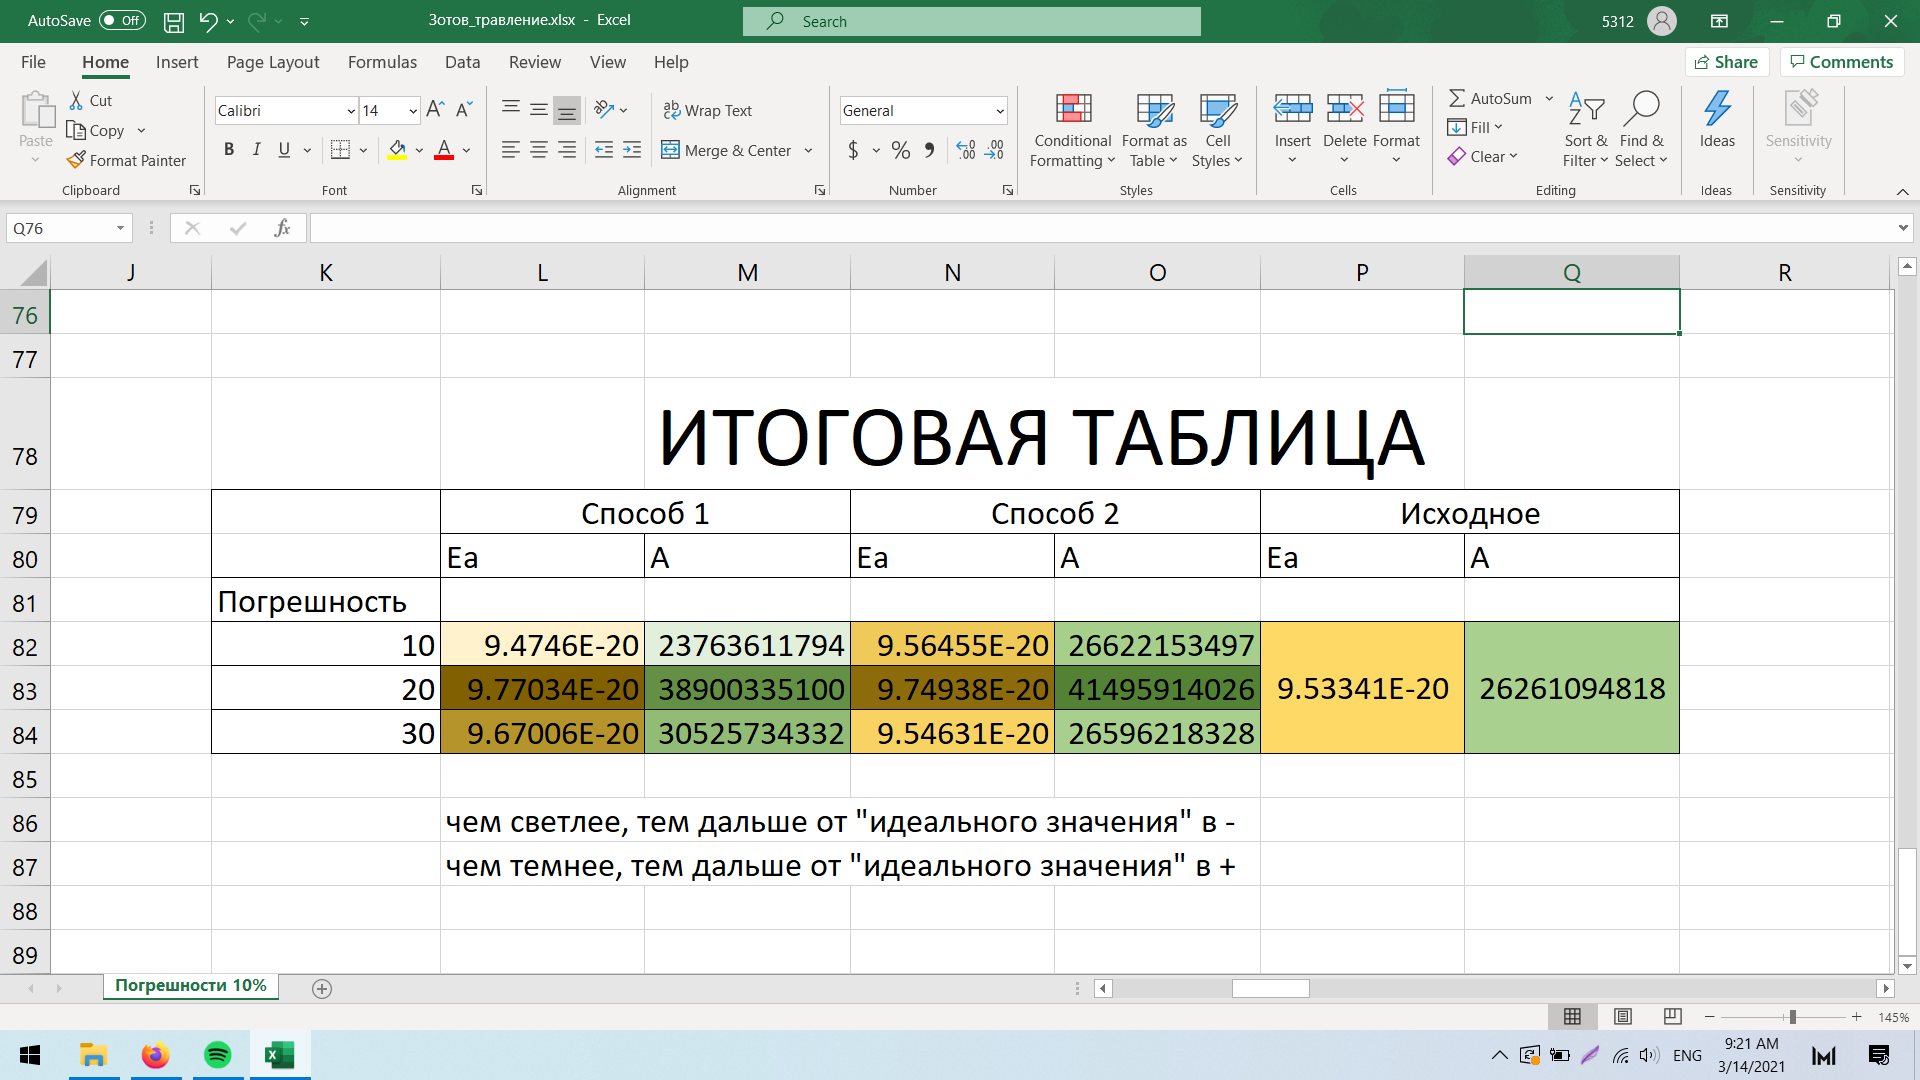 AutoSave Off Зотов_травление.xlsx - Excel Search 5312
File Home Insert Page Layout Formulas Data Review View Help Share Comments
Paste Cut
Copy
Format Painter
Clipboard
Calibri 14
B I U A
Font
Wrap Text
Merge & Center
Alignment
General
$ % ,
Number
Conditional Formatting
Format as Table
Cell Styles
Styles
Insert Delete Format
Cells
AutoSum
Fill
Clear
Sort & Filter
Find & Select
Editing
Ideas
Ideas
Sensitivity
Sensitivity
Q76 fx
J K L M N O P Q R
76
77
78 ИТОГОВАЯ ТАБЛИЦА
79 Способ 1 Способ 2 Исходное
80 Ea A Ea A Ea A
81 Погрешность
82 10 9.4746E-20 23763611794 9.56455E-20 26622153497
83 20 9.77034E-20 38900335100 9.74938E-20 41495914026 9.53341E-20 26261094818
84 30 9.67006E-20 30525734332 9.54631E-20 26596218328
85
86 чем светлее, тем дальше от "идеального значения" в -
87 чем темнее, тем дальше от "идеального значения" в +
88
89
Погрешности 10%
145%
ENG 9:21 AM
3/14/2021